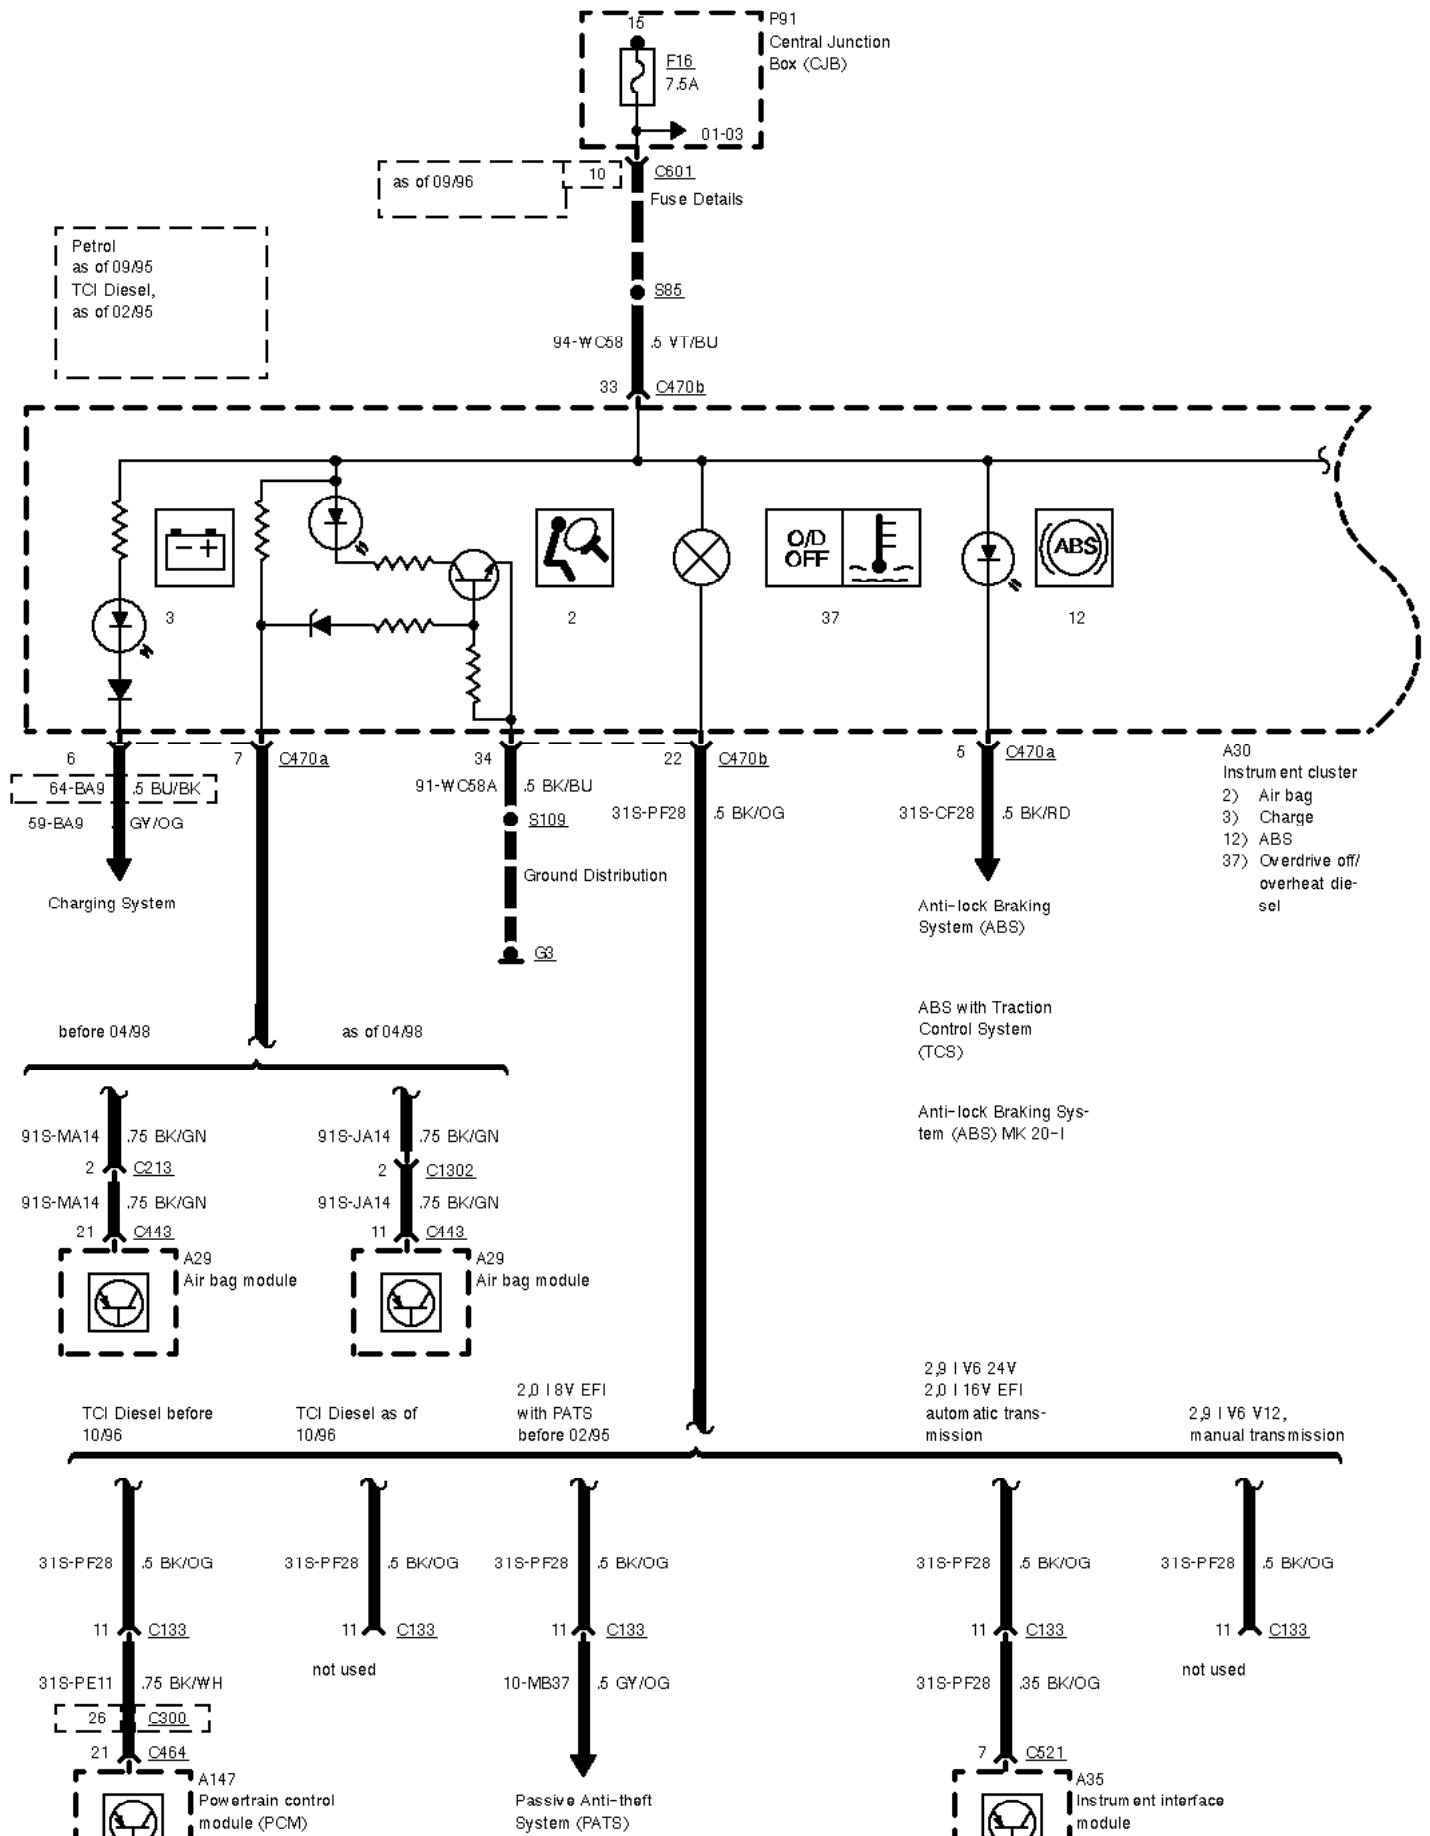 15
P91
Central Junction
Box (CJB)
F16
7.5A
01-03
as of 09/96
10
C601
Fuse Details
Petrol
as of 09/95
TCI Diesel,
as of 02/95
S85
94-WC58 .5 VT/BU
33 C470b
O/D
OFF
ABS
3
2
37
12
6
7 C470a
34
22 C470b
5 C470a
64-BA9 .5 BU/BK
59-BA9 . GY/OG
Charging System
91-WC58A .5 BK/BU
S109
Ground Distribution
G3
31S-PF28 .5 BK/OG
31S-CF28 .5 BK/RD
Anti-lock Braking
System (ABS)
ABS with Traction
Control System
(TCS)
Anti-lock Braking Sys-
tem (ABS) MK 20-I
A30
Instrument cluster
2) Air bag
3) Charge
12) ABS
37) Overdrive off/
overheat die-
sel
before 04/98
as of 04/98
91S-MA14 .75 BK/GN
2 C213
91S-MA14 .75 BK/GN
21 C443
A29
Air bag module
91S-JA14 .75 BK/GN
2 C1302
91S-JA14 .75 BK/GN
11 C443
A29
Air bag module
TCI Diesel before
10/96
TCI Diesel as of
10/96
2,0 l 8V EFI
with PATS
before 02/95
2,9 l V6 24V
2,0 l 16V EFI
automatic trans-
mission
2,9 l V6 V12,
manual transmission
31S-PF28 .5 BK/OG
11 C133
31S-PE11 .75 BK/WH
26 C300
21 C464
A147
Powertrain control
module (PCM)
31S-PF28 .5 BK/OG
11 C133
not used
31S-PF28 .5 BK/OG
11 C133
10-MB37 .5 GY/OG
Passive Anti-theft
System (PATS)
31S-PF28 .5 BK/OG
11 C133
31S-PF28 .35 BK/OG
7 C521
A35
Instrument interface
module
31S-PF28 .5 BK/OG
11 C133
not used